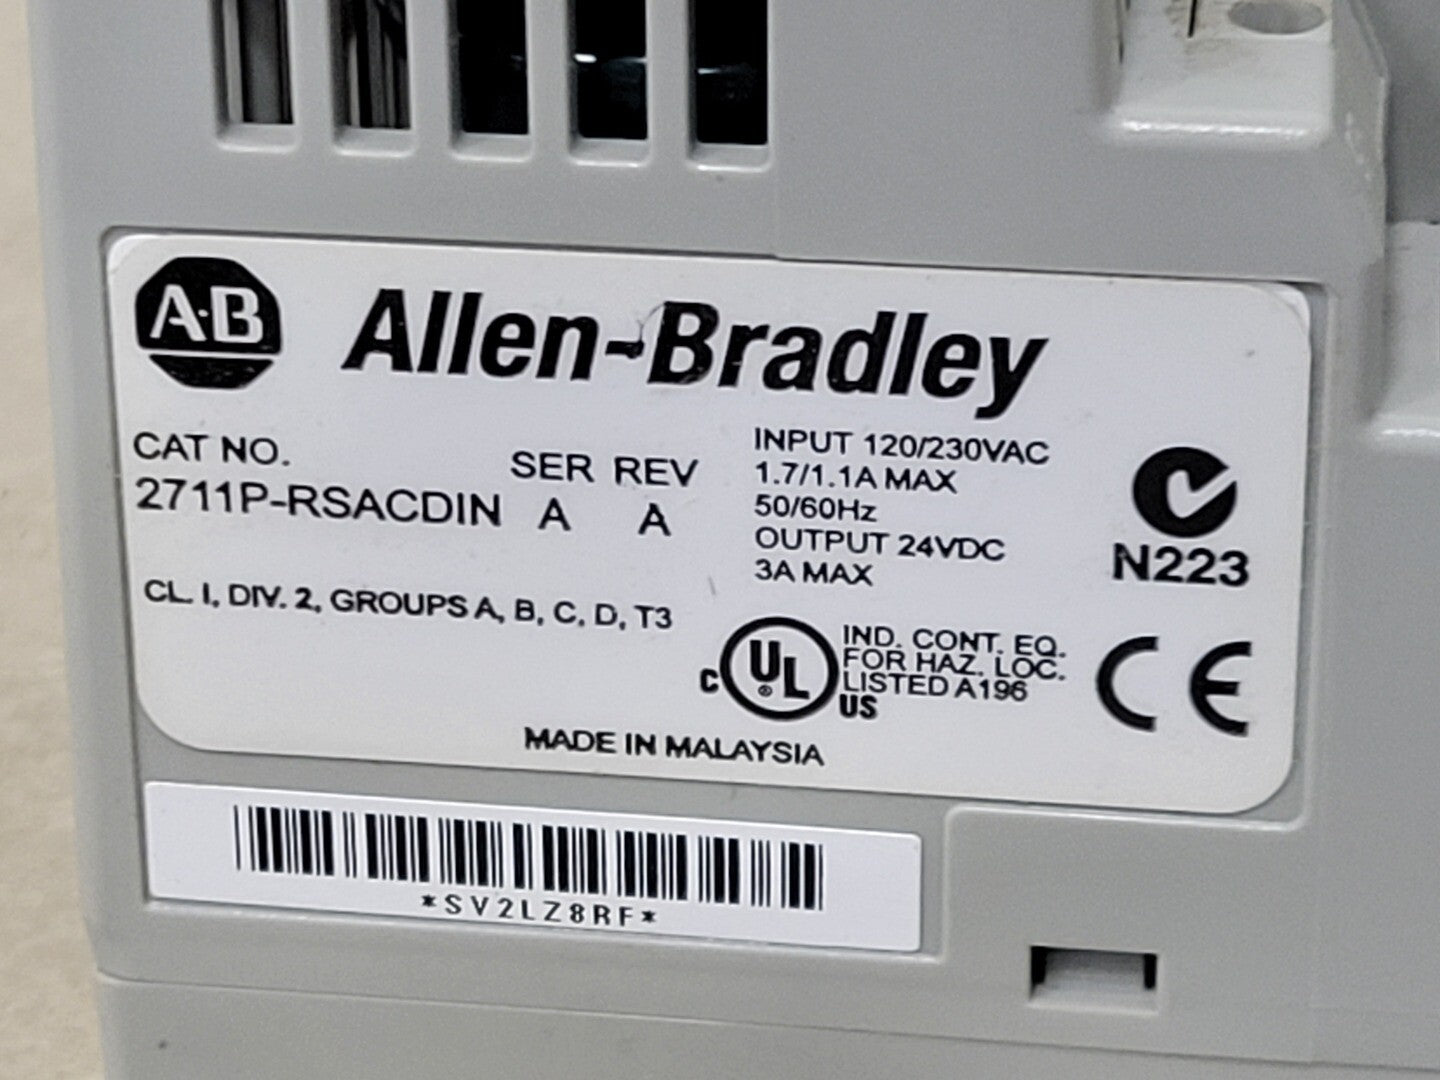 A·B Allen-Bradley
CAT NO.
2711P-RSACDIN
SER REV
A A
INPUT 120/230VAC
1.7/1.1A MAX
50/60Hz
OUTPUT 24VDC
3A MAX
N223
CL. I, DIV. 2, GROUPS A, B, C, D, T3
C UL ® US
IND. CONT. EQ.
FOR HAZ. LOC.
LISTED A196
CE
MADE IN MALAYSIA
*SV2LZ8RF*